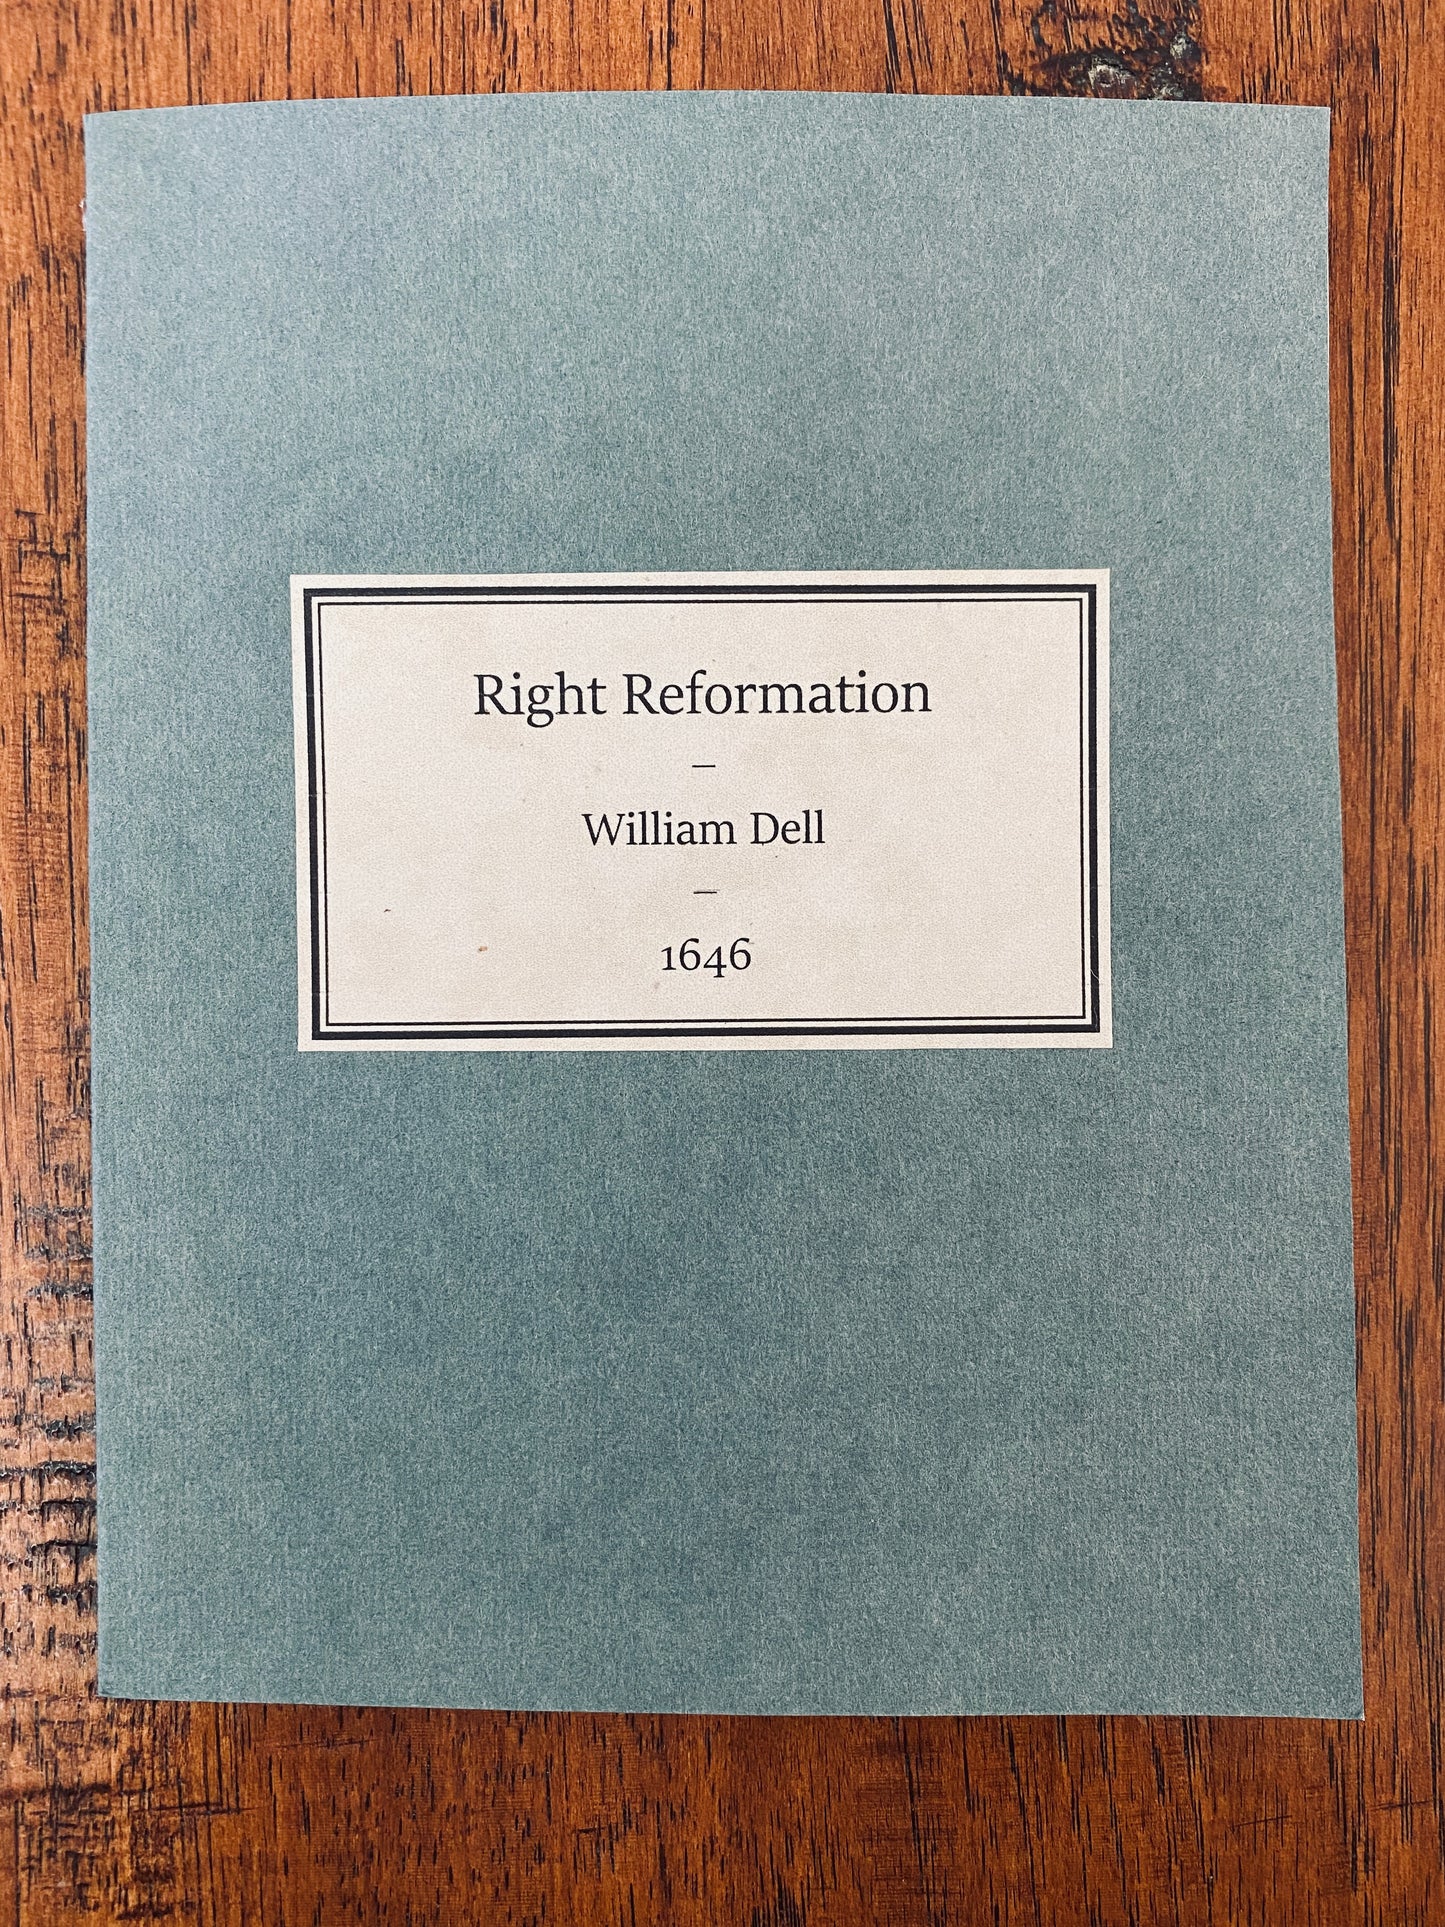 Right Reformation
–
William Dell
–
1646